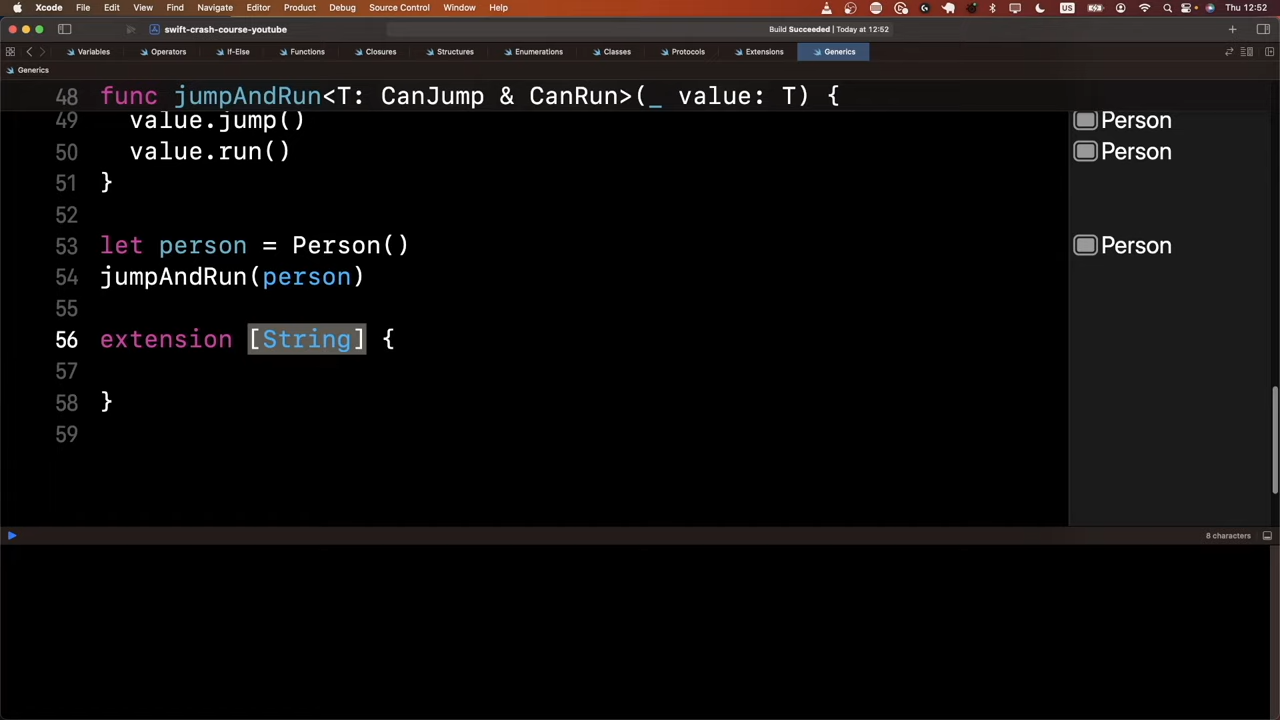 Xcode File Edit View Find Navigate Editor Product Debug Source Control Window Help US Thu 12:52
swift-crash-course-youtube Build Succeeded | Today at 12:52
Variables Operators If-Else Functions Closures Structures Enumerations Classes Protocols Extensions Generics
Generics
48 func jumpAndRun<T: CanJump & CanRun>(_ value: T) {
49 value.jump() Person
50 value.run() Person
51 }
52
53 let person = Person() Person
54 jumpAndRun(person)
55
56 extension [String] {
57
58 }
59
8 characters